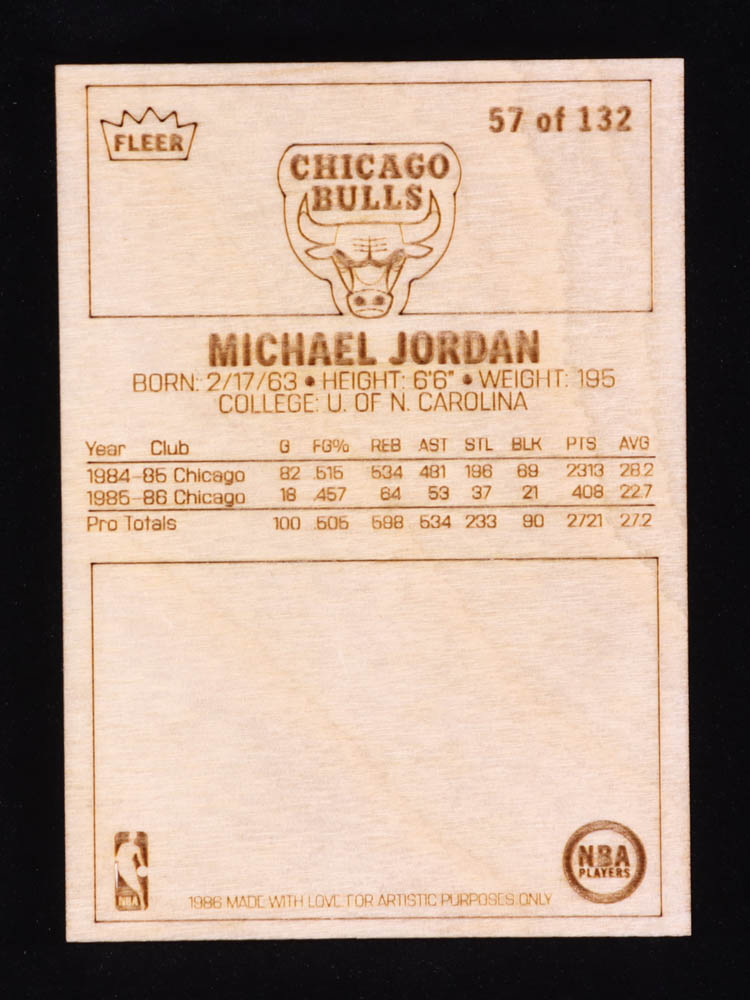 FLEER
57 of 132
CHICAGO
BULLS
MICHAEL JORDAN
BORN: 2/17/63 • HEIGHT: 6'6" • WEIGHT: 195
COLLEGE: U. OF N. CAROLINA
Year Club G FG% REB AST STL BLK PTS AVG
1984-85 Chicago 82 .515 534 481 196 69 2313 28.2
1985-86 Chicago 18 .457 64 53 37 21 408 22.7
Pro Totals 100 .505 598 534 233 90 2721 27.2
NBA
NBA
PLAYERS
1986 MADE WITH LOVE FOR ARTISTIC PURPOSES ONLY